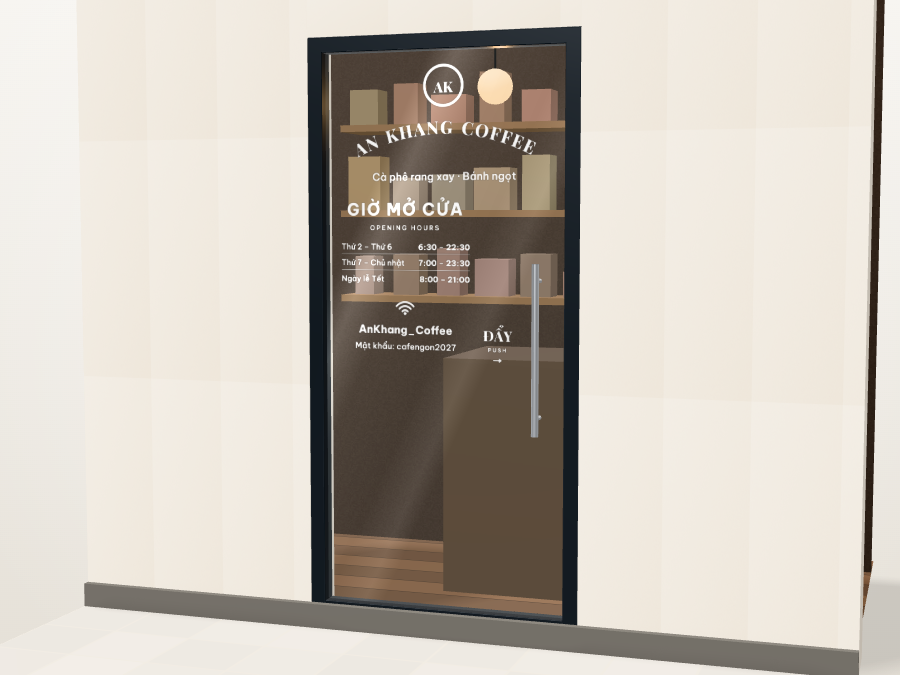 AK
AN KHANG COFFEE
Cà phê rang xay · Bánh ngọt
GIỜ MỞ CỬA
OPENING HOURS
Thứ 2 - Thứ 6 6:30 - 22:30
Thứ 7 - Chủ nhật 7:00 - 23:30
Ngày lễ Tết 8:00 - 21:00
AnKhang_Coffee
Mật khẩu: cafengon2027
ĐẨY
PUSH
→